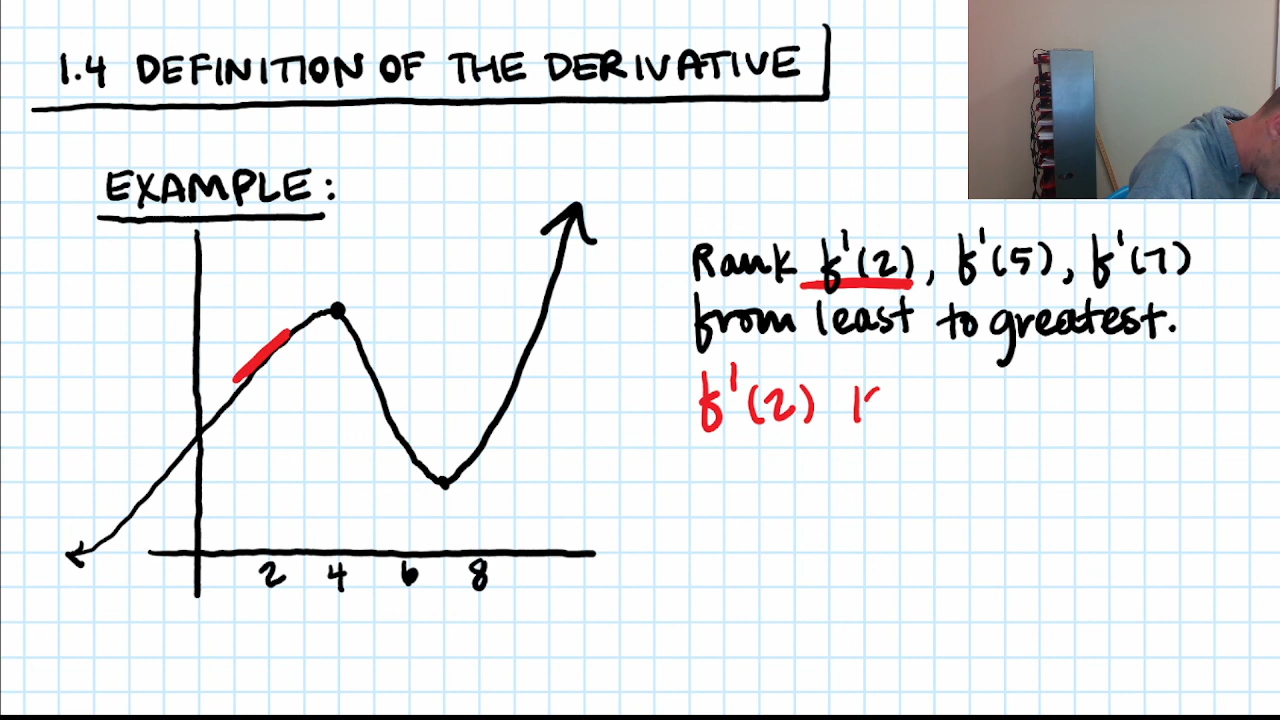 1.4 DEFINITION OF THE DERIVATIVE
EXAMPLE:
Rank f'(2), f'(5), f'(7)
from least to greatest.
f'(2)
2 4 6 8